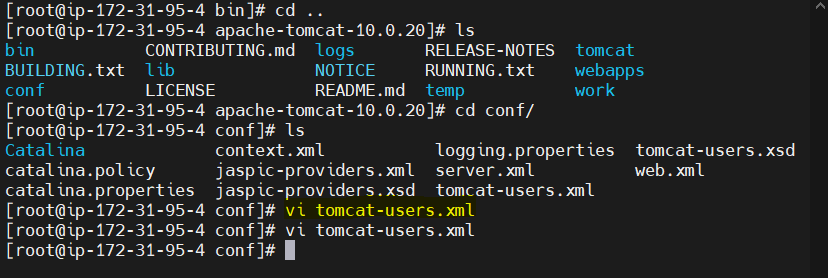 [root@ip-172-31-95-4 bin]# cd ..
[root@ip-172-31-95-4 apache-tomcat-10.0.20]# ls
bin CONTRIBUTING.md logs RELEASE-NOTES tomcat
BUILDING.txt lib NOTICE RUNNING.txt webapps
conf LICENSE README.md temp work
[root@ip-172-31-95-4 apache-tomcat-10.0.20]# cd conf/
[root@ip-172-31-95-4 conf]# ls
Catalina context.xml logging.properties tomcat-users.xsd
catalina.policy jaspic-providers.xml server.xml web.xml
catalina.properties jaspic-providers.xsd tomcat-users.xml
[root@ip-172-31-95-4 conf]# vi tomcat-users.xml
[root@ip-172-31-95-4 conf]# vi tomcat-users.xml
[root@ip-172-31-95-4 conf]#